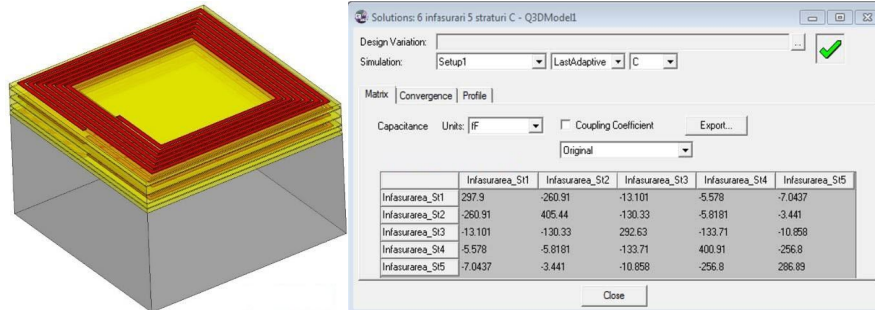 Solutions: 6 infasurari 5 straturi C - Q3DModel1
Design Variation:
...
Simulation: Setup1 LastAdaptive C
Matrix Convergence Profile
Capacitance Units: fF Coupling Coefficient Export...
Original
Infasurarea_St1 Infasurarea_St2 Infasurarea_St3 Infasurarea_St4 Infasurarea_St5
Infasurarea_St1 297.9 -260.91 -13.101 -5.578 -7.0437
Infasurarea_St2 -260.91 405.44 -130.33 -5.8181 -3.441
Infasurarea_St3 -13.101 -130.33 292.63 -133.71 -10.858
Infasurarea_St4 -5.578 -5.8181 -133.71 400.91 -256.8
Infasurarea_St5 -7.0437 -3.441 -10.858 -256.8 286.89
Close